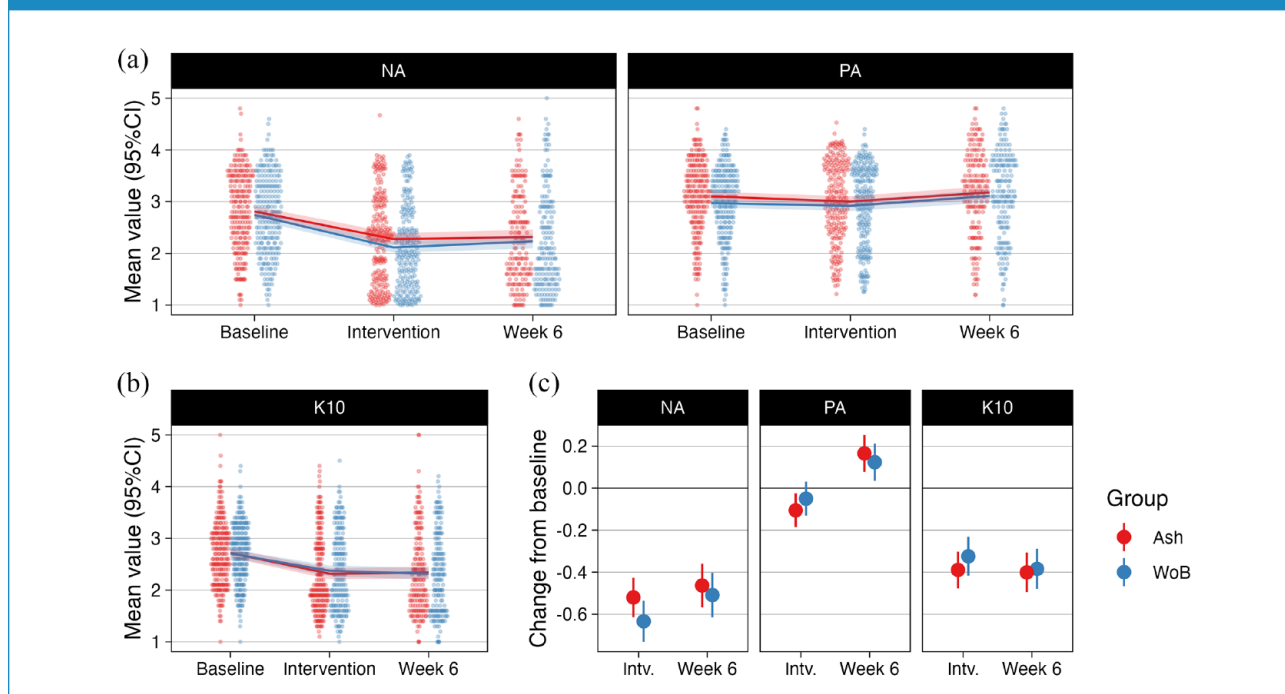 (a)
NA
PA
Mean value (95%CI)
5
4
3
2
1
Baseline
Intervention
Week 6
Baseline
Intervention
Week 6
(b)
K10
Mean value (95%CI)
5
4
3
2
1
Baseline
Intervention
Week 6
(c)
NA
PA
K10
Change from baseline
0.2
0.0
-0.2
-0.4
-0.6
Intv.
Week 6
Intv.
Week 6
Intv.
Week 6
Group
Ash
WoB